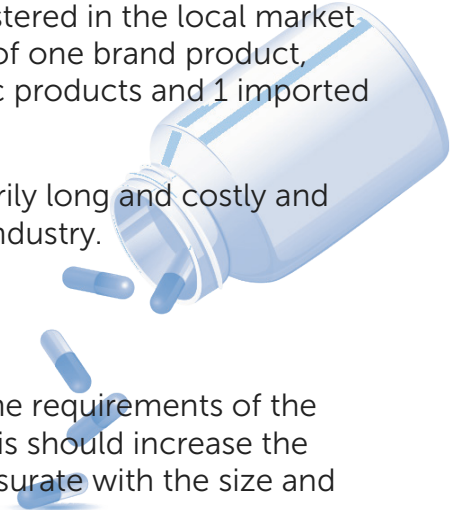 stered in the local market
of one brand product,
c products and 1 imported
rily long and costly and
ndustry.
ne requirements of the
is should increase the
surate with the size and